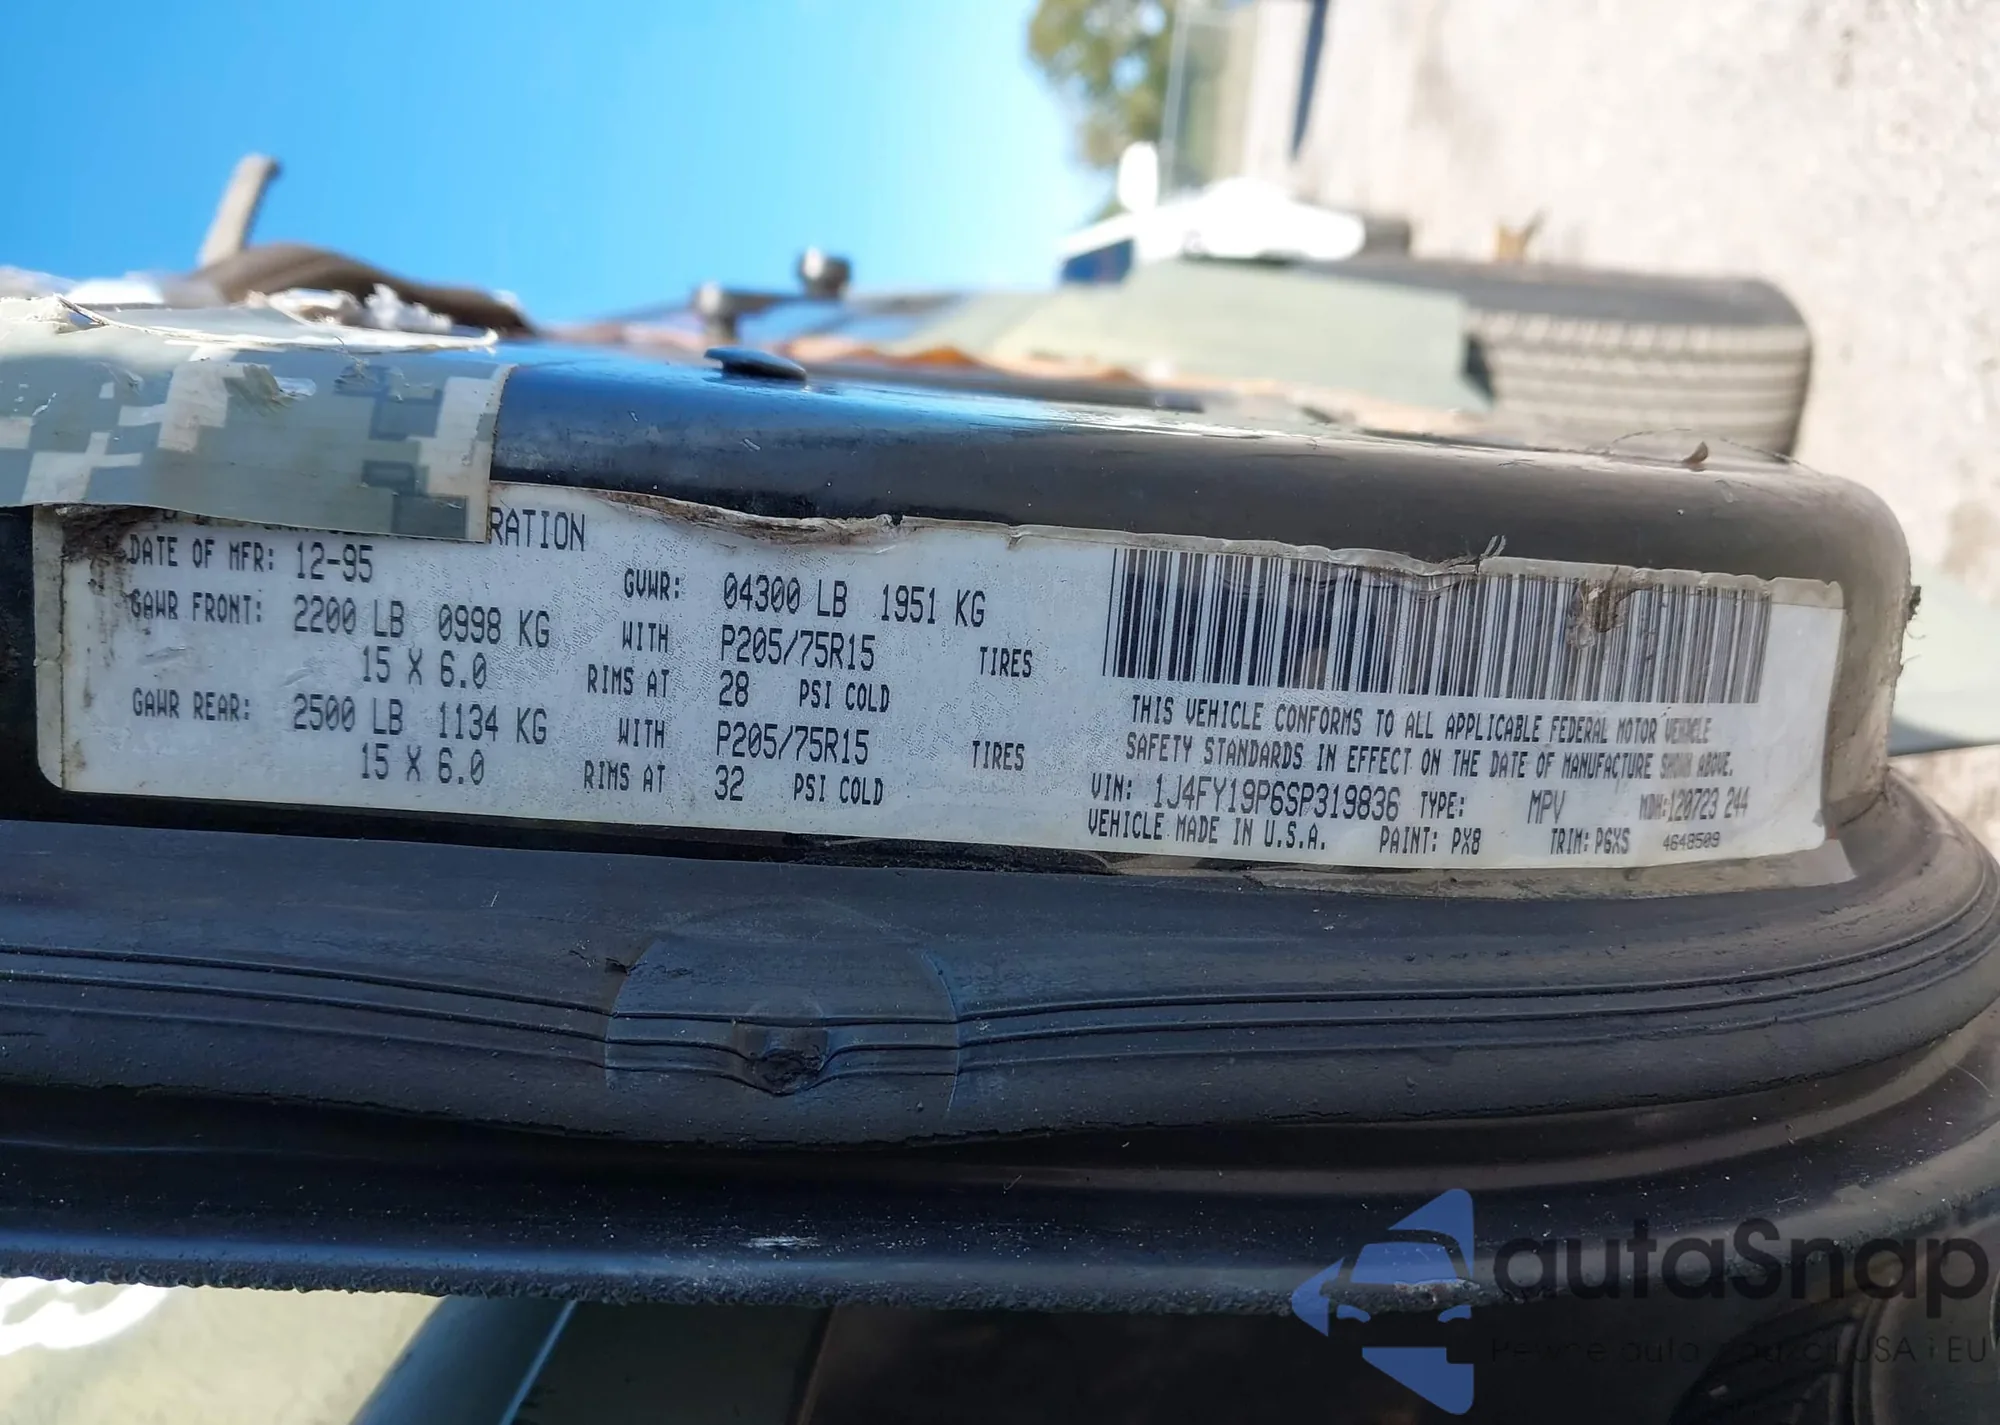 RATION
DATE OF MFR: 12-95 GVWR: 04300 LB 1951 KG
GAWR FRONT: 2200 LB 0998 KG WITH P205/75R15 TIRES
15 X 6.0 RIMS AT 28 PSI COLD
GAWR REAR: 2500 LB 1134 KG WITH P205/75R15 TIRES
15 X 6.0 RIMS AT 32 PSI COLD
THIS VEHICLE CONFORMS TO ALL APPLICABLE FEDERAL MOTOR VEHICLE
SAFETY STANDARDS IN EFFECT ON THE DATE OF MANUFACTURE SHOWN ABOVE.
VIN: 1J4FY19P6SP319836 TYPE: MPV MDH:120723 244
VEHICLE MADE IN U.S.A. PAINT: PX8 TRIM: P6XS 4648509
autaSnap
auta USA i EU